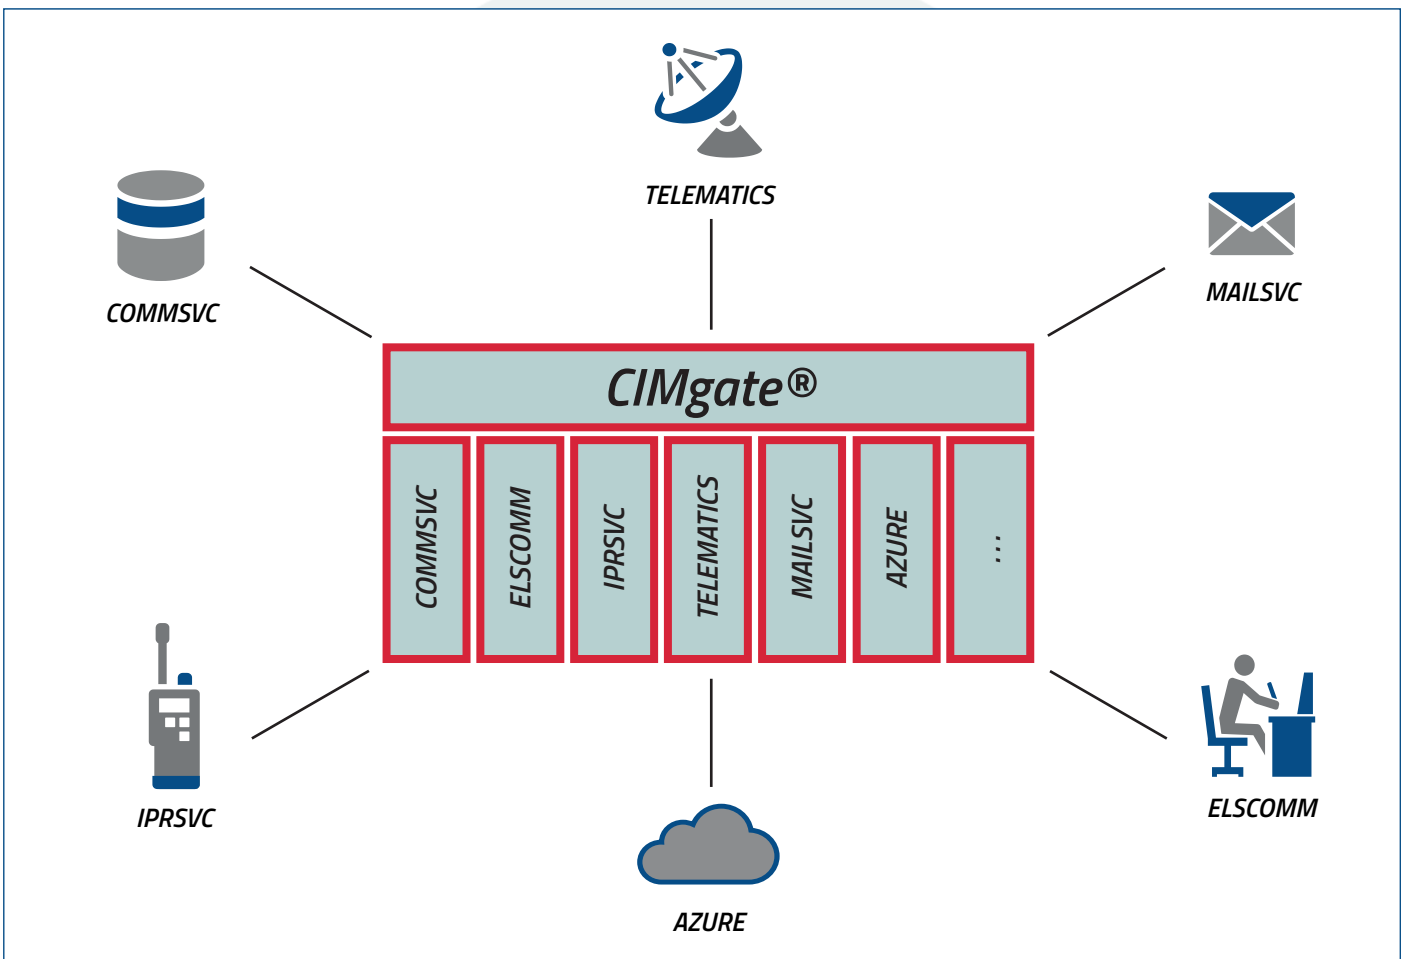 TELEMATICS
COMMSVC
MAILSVC
CIMgate®
COMMSVC
ELSCOMM
IPRSVC
TELEMATICS
MAILSVC
AZURE
...
IPRSVC
ELSCOMM
AZURE